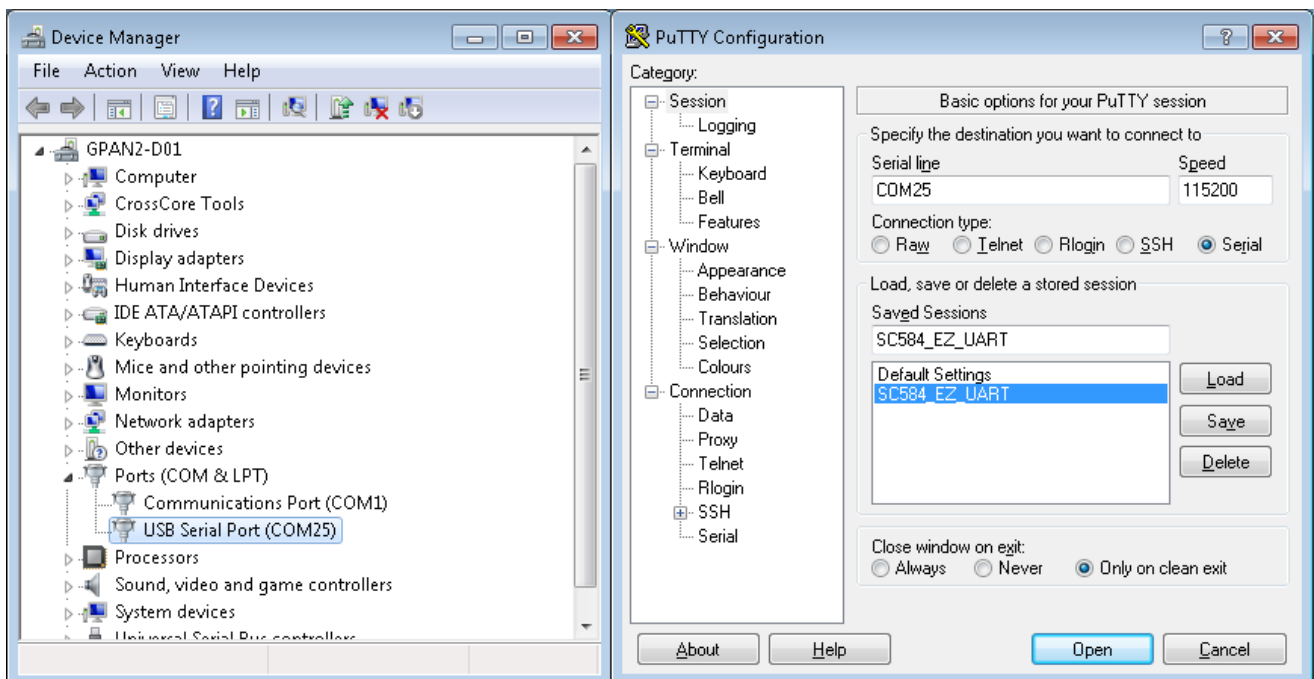 Device Manager
File Action View Help
GPAN2-D01
Computer
CrossCore Tools
Disk drives
Display adapters
Human Interface Devices
IDE ATA/ATAPI controllers
Keyboards
Mice and other pointing devices
Monitors
Network adapters
Other devices
Ports (COM & LPT)
Communications Port (COM1)
USB Serial Port (COM25)
Processors
Sound, video and game controllers
System devices
Universal Serial Bus controllers
PuTTY Configuration
Category:
Session
Logging
Terminal
Keyboard
Bell
Features
Window
Appearance
Behaviour
Translation
Selection
Colours
Connection
Data
Proxy
Telnet
Rlogin
SSH
Serial
Basic options for your PuTTY session
Specify the destination you want to connect to
Serial line Speed
COM25 115200
Connection type:
Raw Telnet Rlogin SSH Serial
Load, save or delete a stored session
Saved Sessions
SC584_EZ_UART
Default Settings
SC584_EZ_UART
Load
Save
Delete
Close window on exit:
Always Never Only on clean exit
About Help Open Cancel